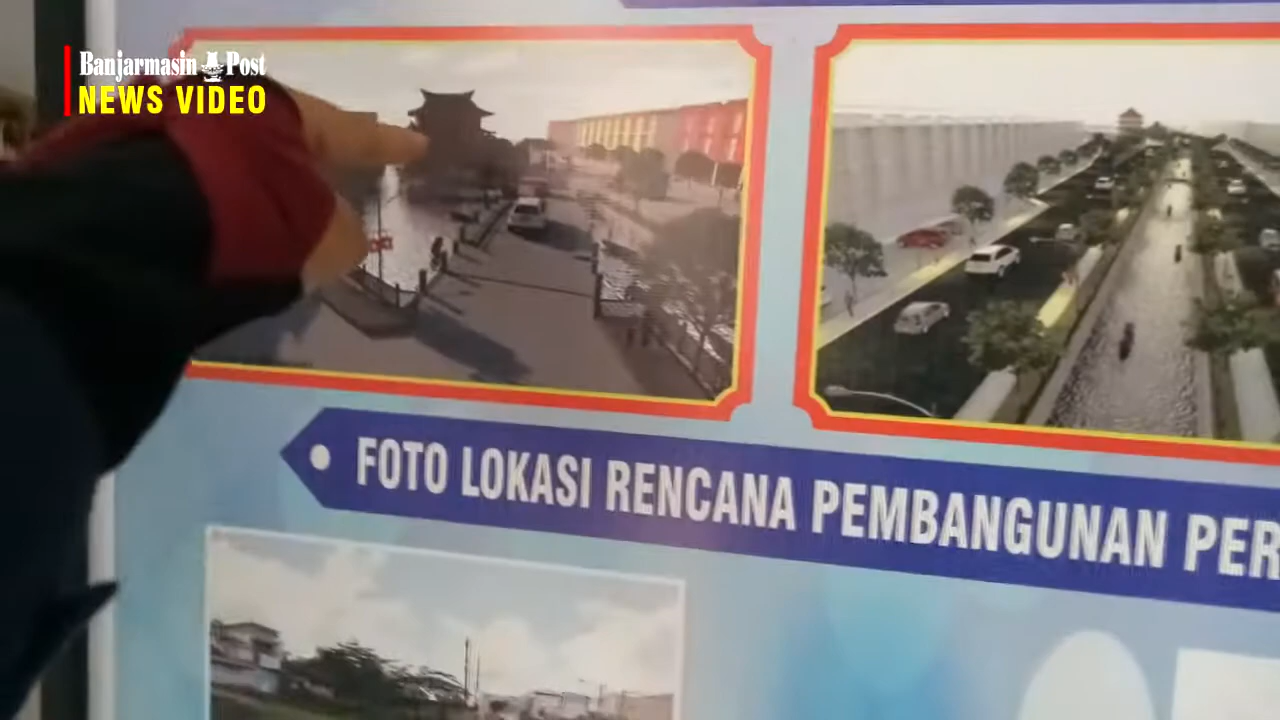 Banjarmasin Post
NEWS VIDEO
FOTO LOKASI RENCANA PEMBANGUNAN PER